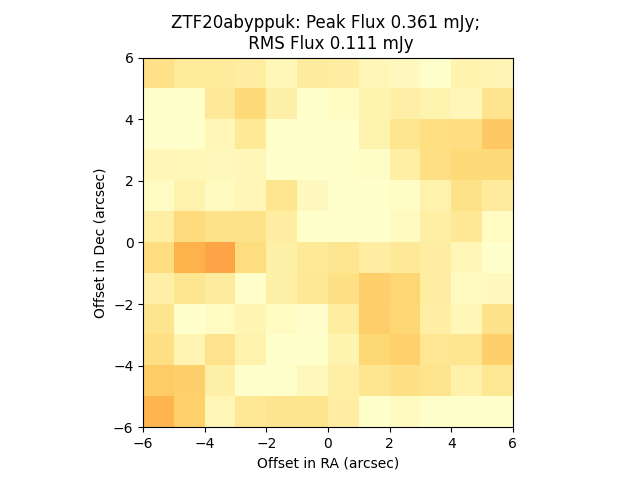 ZTF20abyppuk: Peak Flux 0.361 mJy;
RMS Flux 0.111 mJy
6
4
2
0
−2
−4
−6
Offset in Dec (arcsec)
−6 −4 −2 0 2 4 6
Offset in RA (arcsec)